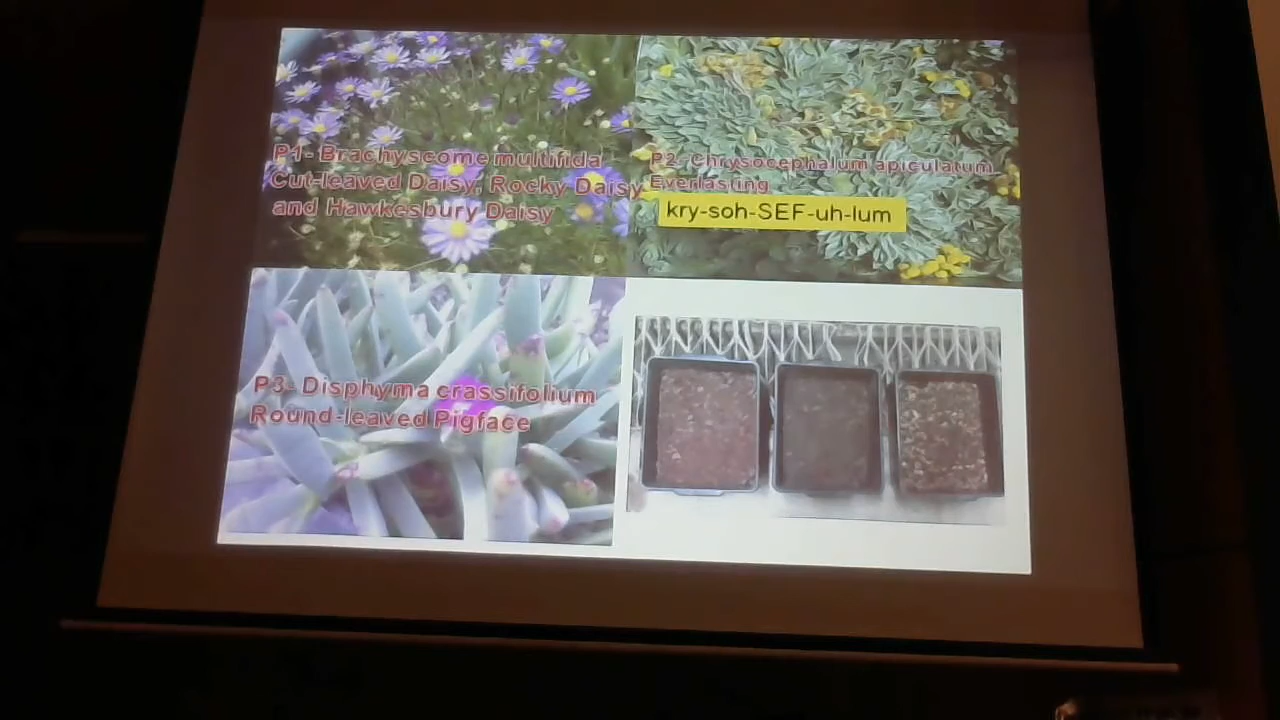 P1- Brachyscome multifida
Cut-leaved Daisy, Rocky Daisy
and Hawkesbury Daisy
P2- Chrysocephalum apiculatum
Everlasting
kry-soh-SEF-uh-lum
P3- Disphyma crassifolium
Round-leaved Pigface